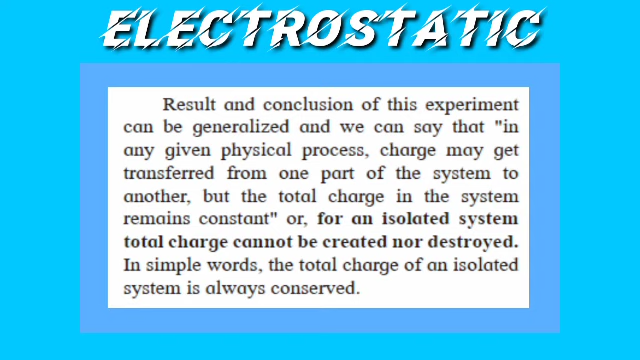 ELECTROSTATIC
Result and conclusion of this experiment
can be generalized and we can say that "in
any given physical process, charge may get
transferred from one part of the system to
another, but the total charge in the system
remains constant" or, for an isolated system
total charge cannot be created nor destroyed.
In simple words, the total charge of an isolated
system is always conserved.